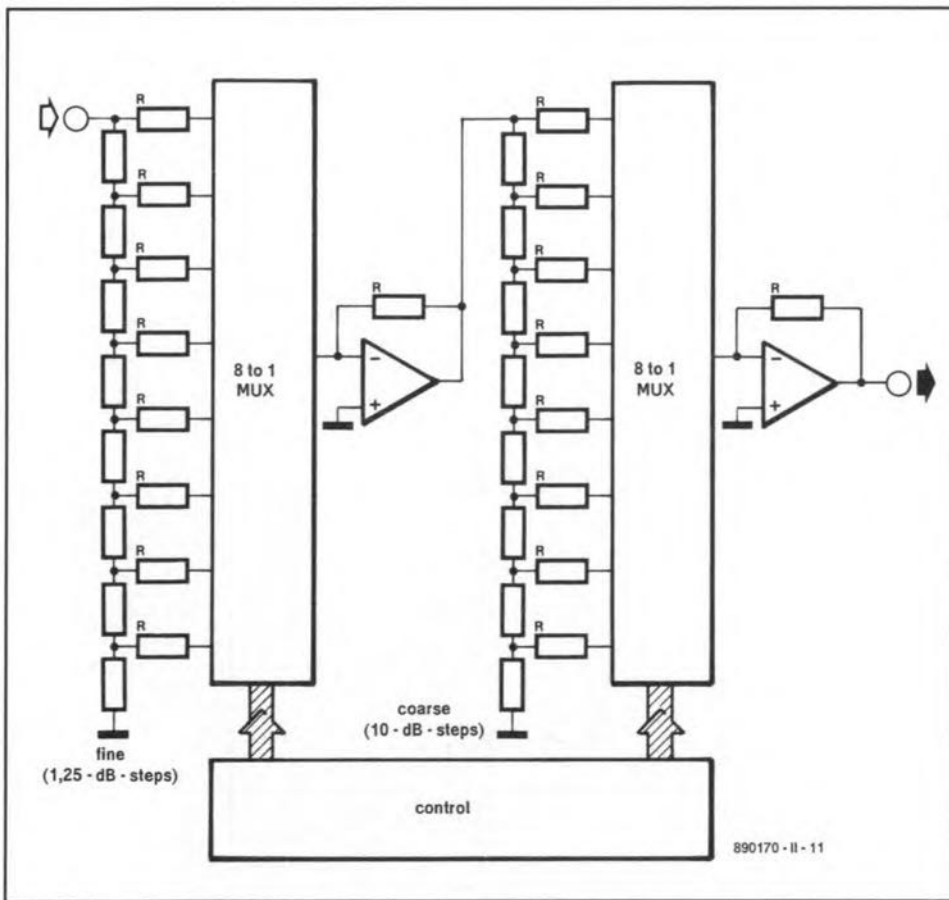 R
R
R
R
R
R
R
R
8 to 1
MUX
R
−
+
R
R
R
R
R
R
R
R
8 to 1
MUX
R
−
+
fine
(1,25 - dB - steps)
coarse
(10 - dB - steps)
control
890170 - II - 11